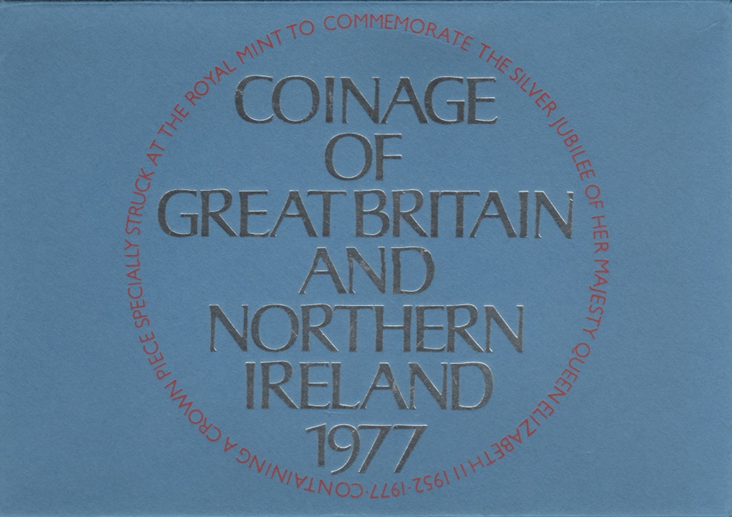 COINAGE
OF
GREAT BRITAIN
AND
NORTHERN
IRELAND
1977
CONTAINING A CROWN PIECE SPECIALLY STRUCK AT THE ROYAL MINT TO COMMEMORATE THE SILVER JUBILEE OF HER MAJESTY QUEEN ELIZABETH II 1952-1977·